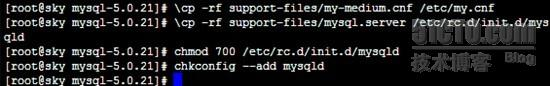 [root@sky mysql-5.0.21]# \cp -rf support-files/my-medium.cnf /etc/my.cnf
[root@sky mysql-5.0.21]# \cp -rf support-files/mysql.server /etc/rc.d/init.d/mys
qld
[root@sky mysql-5.0.21]# chmod 700 /etc/rc.d/init.d/mysqld
[root@sky mysql-5.0.21]# chkconfig --add mysqld
[root@sky mysql-5.0.21]#
51CTO.com
技术博客 Blog